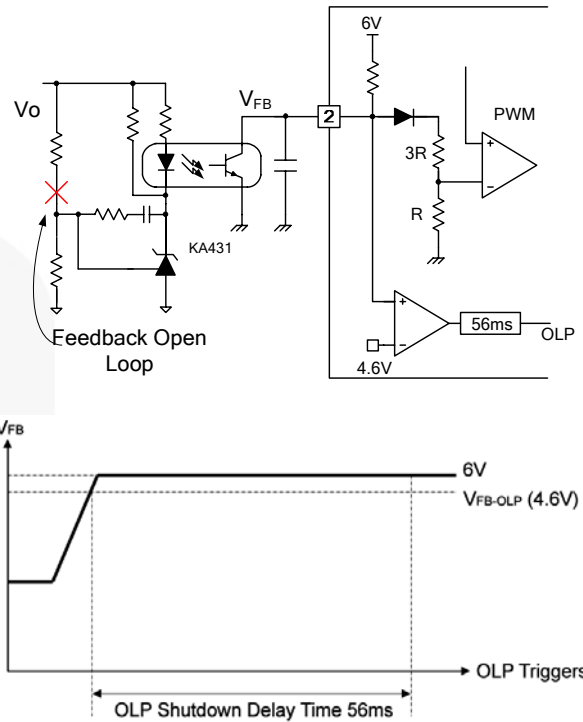 6V
Vo
VFB
2
PWM
3R
R
KA431
Feedback Open
Loop
56ms
OLP
4.6V
VFB
6V
VFB-OLP (4.6V)
OLP Triggers
OLP Shutdown Delay Time 56ms